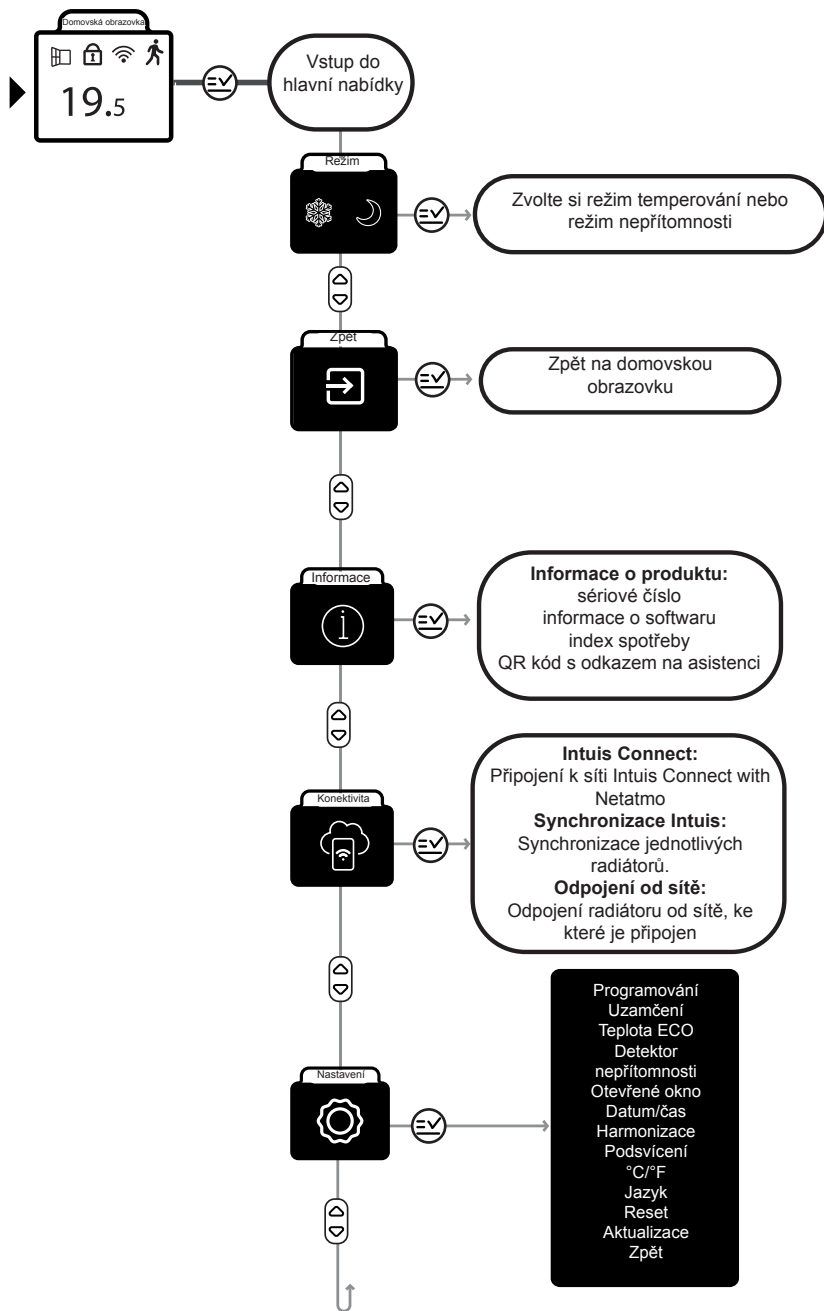 Domovská obrazovka
19.5
Vstup do
hlavní nabídky
Režim
Zvolte si režim temperování nebo
režim nepřítomnosti
Zpět
Zpět na domovskou
obrazovku
Informace
Informace o produktu:
sériové číslo
informace o softwaru
index spotřeby
QR kód s odkazem na asistenci
Konektivita
Intuis Connect:
Připojení k síti Intuis Connect with
Netatmo
Synchronizace Intuis:
Synchronizace jednotlivých
radiátorů.
Odpojení od sítě:
Odpojení radiátoru od sítě, ke
které je připojen
Nastavení
Programování
Uzamčení
Teplota ECO
Detektor
nepřítomnosti
Otevřené okno
Datum/čas
Harmonizace
Podsvícení
°C/°F
Jazyk
Reset
Aktualizace
Zpět